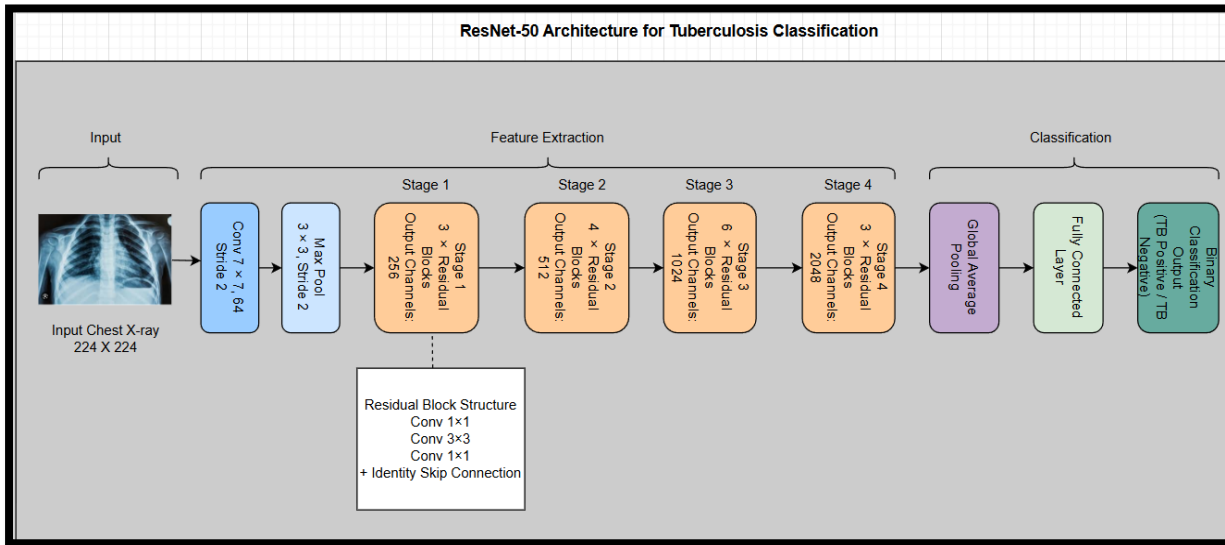 ResNet-50 Architecture for Tuberculosis Classification
Input
Feature Extraction
Classification
Stage 1
Stage 2
Stage 3
Stage 4
Input Chest X-ray
224 X 224
Conv 7 × 7, 64
Stride 2
Max Pool
3 × 3, Stride 2
Stage 1
3 × Residual
Blocks
Output Channels:
256
Stage 2
4 × Residual
Blocks
Output Channels:
512
Stage 3
6 × Residual
Blocks
Output Channels:
1024
Stage 4
3 × Residual
Blocks
Output Channels:
2048
Global Average
Pooling
Fully Connected
Layer
Binary
Classification
Output
(TB Positive / TB
Negative)
Residual Block Structure
Conv 1×1
Conv 3×3
Conv 1×1
+ Identity Skip Connection